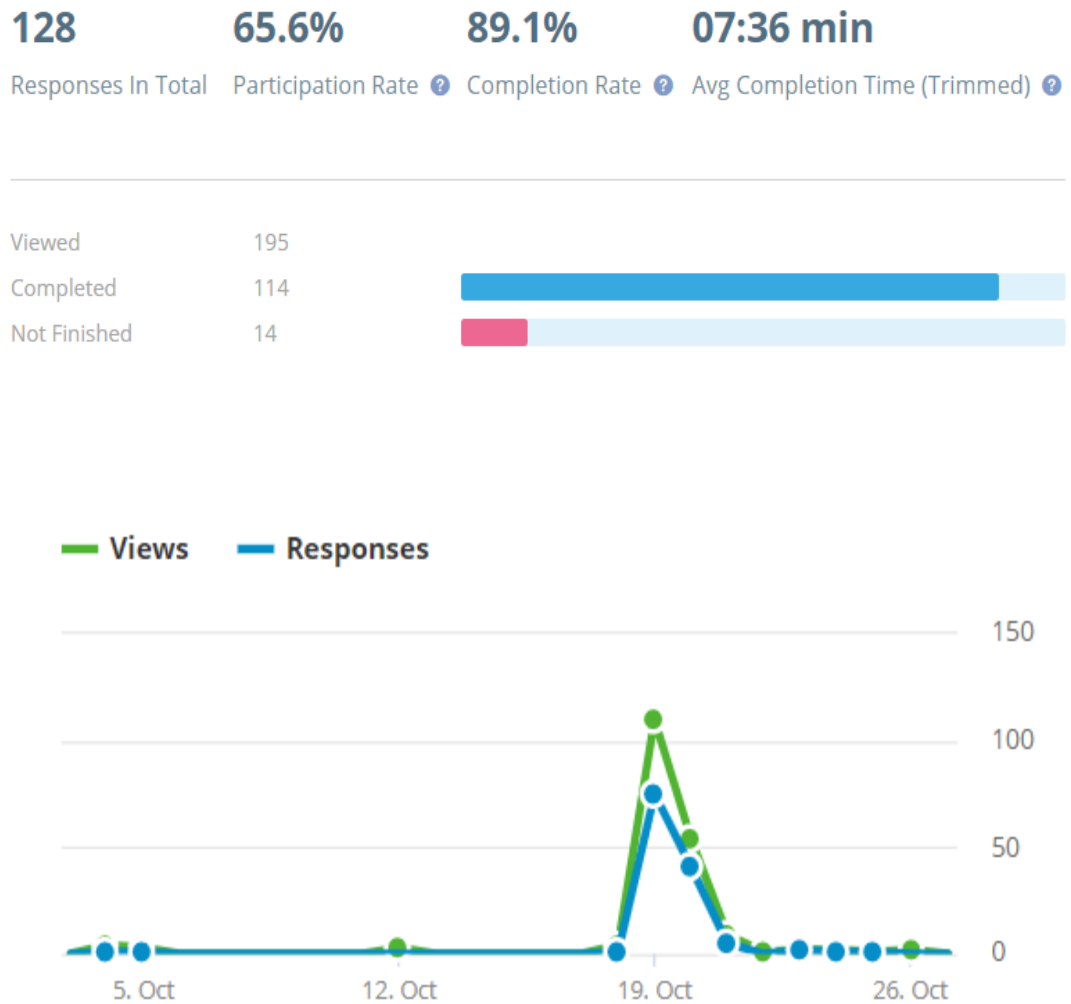 128 65.6% 89.1% 07:36 min
Responses In Total Participation Rate ? Completion Rate ? Avg Completion Time (Trimmed) ?
Viewed 195
Completed 114
Not Finished 14
Views Responses
150
100
50
0
5. Oct 12. Oct 19. Oct 26. Oct